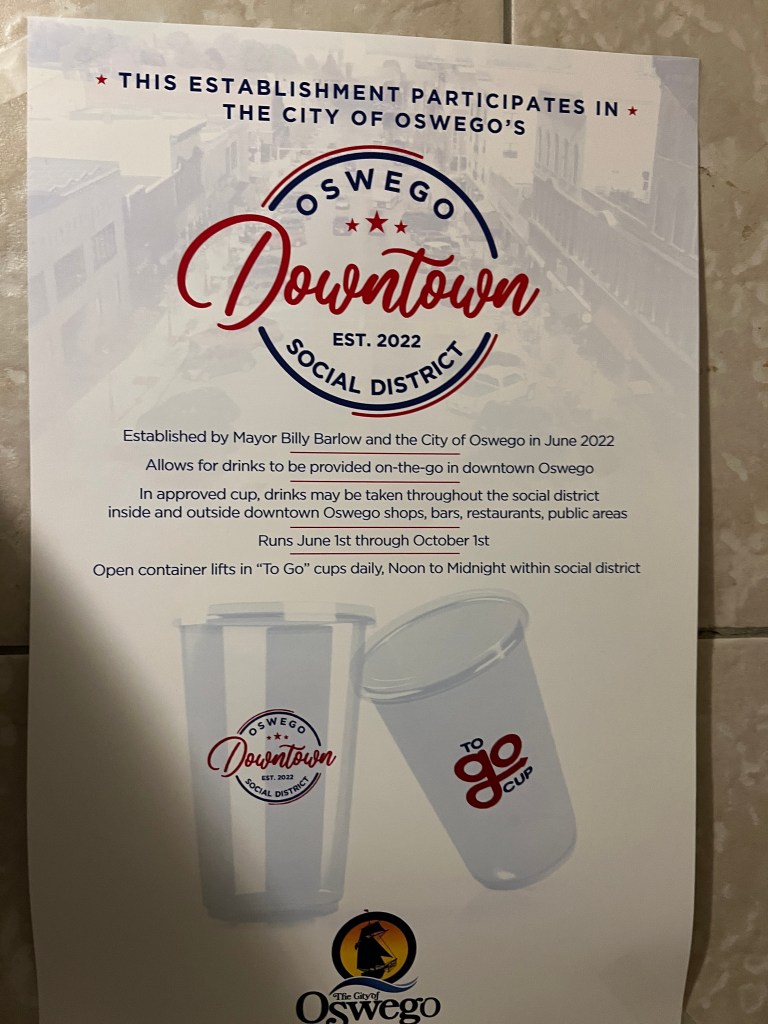 ★ THIS ESTABLISHMENT PARTICIPATES IN ★
THE CITY OF OSWEGO'S
OSWEGO
Downtown
EST. 2022
SOCIAL DISTRICT
Established by Mayor Billy Barlow and the City of Oswego in June 2022
Allows for drinks to be provided on-the-go in downtown Oswego
In approved cup, drinks may be taken throughout the social district
inside and outside downtown Oswego shops, bars, restaurants, public areas
Runs June 1st through October 1st
Open container lifts in "To Go" cups daily, Noon to Midnight within social district
OSWEGO
Downtown
EST. 2022
SOCIAL DISTRICT
TO
go
CUP
The City of
Oswego